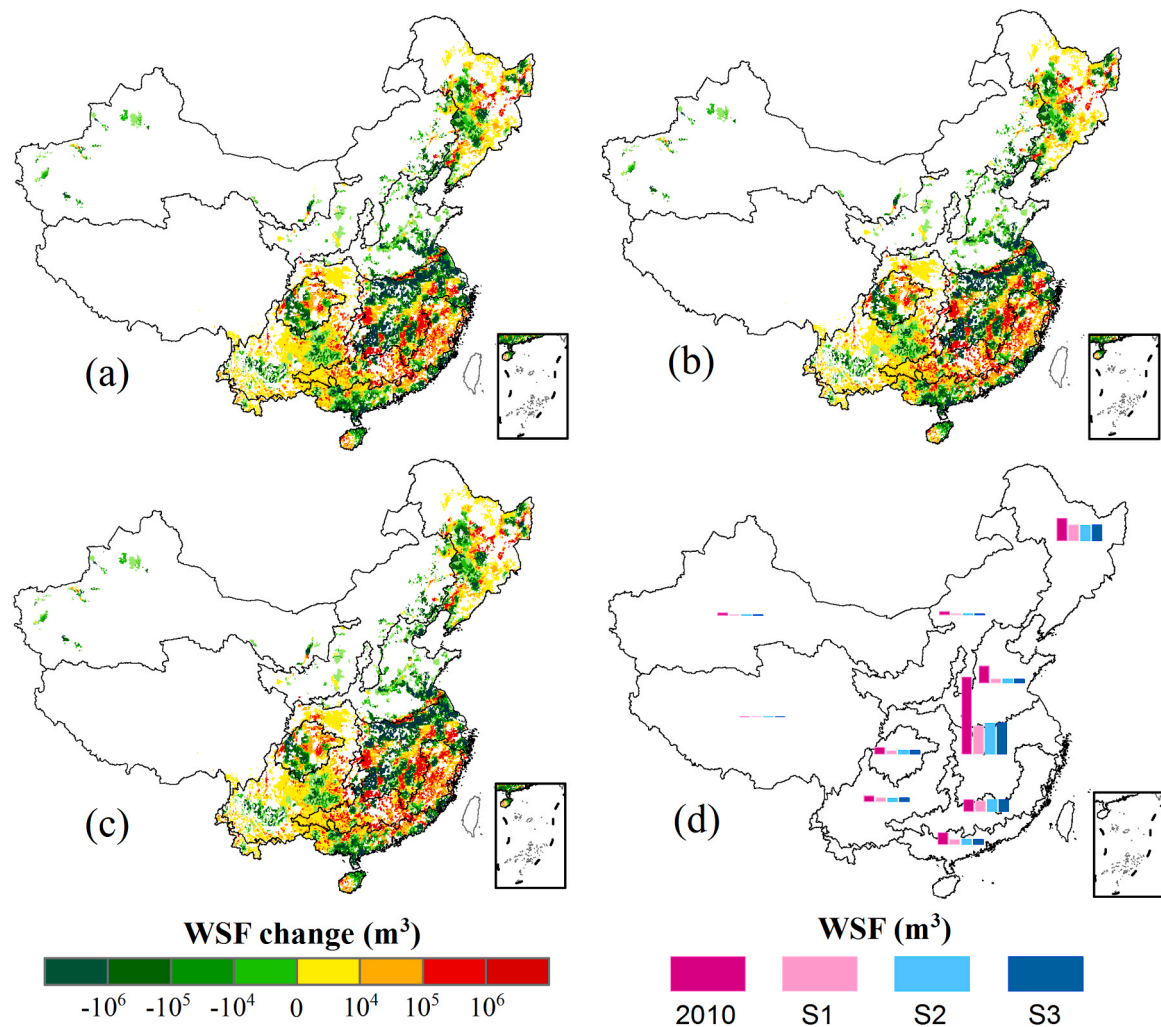 (a)
(b)
(c)
(d)
WSF change (m³)
-10⁶ -10⁵ -10⁴ 0 10⁴ 10⁵ 10⁶
WSF (m³)
2010 S1 S2 S3